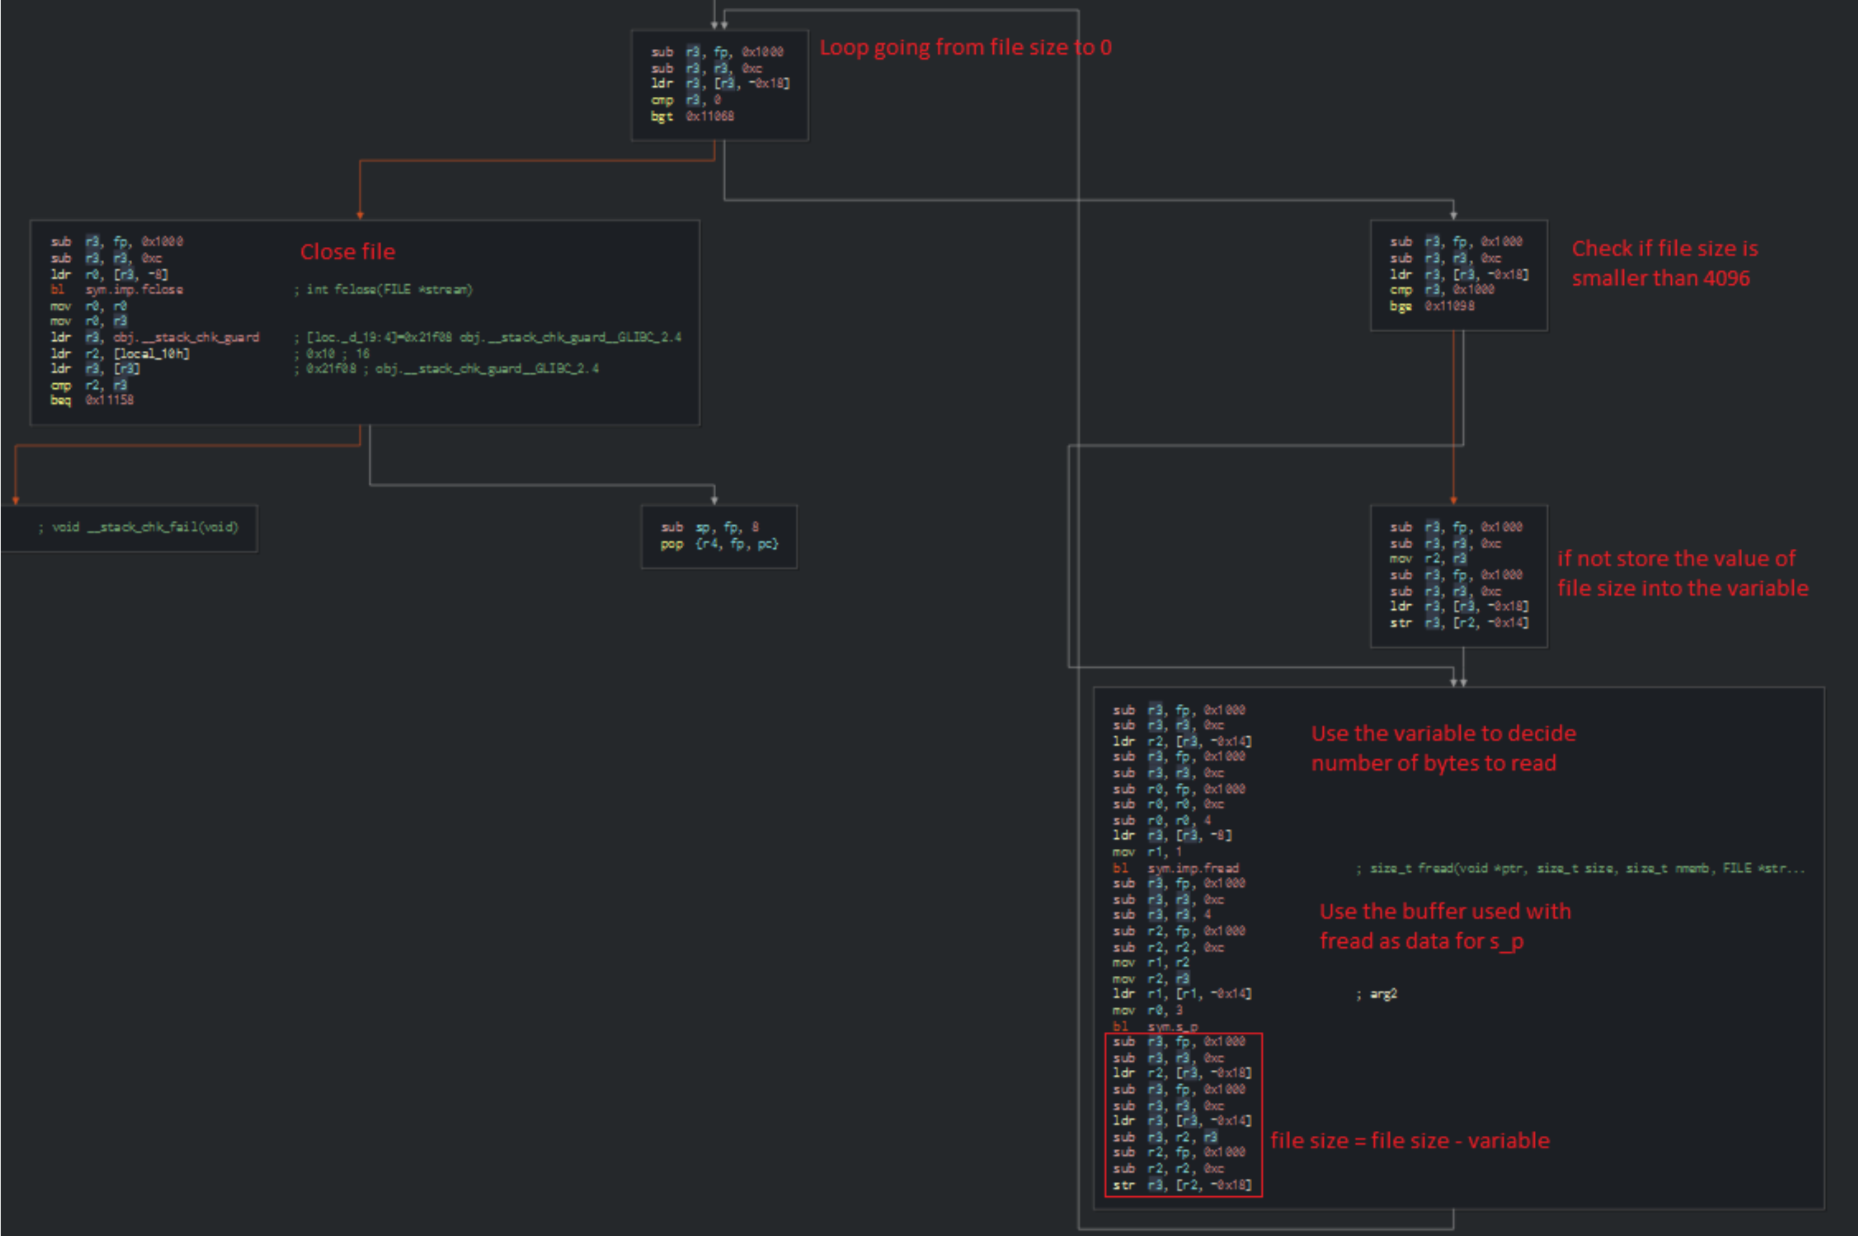 sub r3, fp, 0x1000
sub r3, r3, 0xc
ldr r3, [r3, -0x18]
cmp r3, 0
bgt 0x11068
Loop going from file size to 0
sub r3, fp, 0x1000
sub r3, r3, 0xc
ldr r0, [r3, -8]
bl sym.imp.fclose ; int fclose(FILE *stream)
mov r0, r0
mov r0, r3
ldr r3, obj.__stack_chk_guard ; [loc._d_19:4]=0x21f08 obj.__stack_chk_guard__GLIBC_2.4
ldr r2, [local_10h] ; 0x10 ; 16
ldr r3, [r3] ; 0x21f08 ; obj.__stack_chk_guard__GLIBC_2.4
cmp r2, r3
beq 0x11158
Close file
sub r3, fp, 0x1000
sub r3, r3, 0xc
ldr r3, [r3, -0x18]
cmp r3, 0x1000
bge 0x11098
Check if file size is
smaller than 4096
; void __stack_chk_fail(void)
sub sp, fp, 8
pop {r4, fp, pc}
sub r3, fp, 0x1000
sub r3, r3, 0xc
mov r2, r3
sub r3, fp, 0x1000
sub r3, r3, 0xc
ldr r3, [r3, -0x18]
str r3, [r2, -0x14]
if not store the value of
file size into the variable
sub r3, fp, 0x1000
sub r3, r3, 0xc
ldr r2, [r3, -0x14]
sub r3, fp, 0x1000
sub r3, r3, 0xc
sub r0, fp, 0x1000
sub r0, r0, 0xc
sub r0, r0, 4
ldr r3, [r3, -8]
mov r1, 1
Use the variable to decide
number of bytes to read
bl sym.imp.fread ; size_t fread(void *ptr, size_t size, size_t nmemb, FILE *str...
sub r3, fp, 0x1000
sub r3, r3, 0xc
sub r3, r3, 4
sub r2, fp, 0x1000
sub r2, r2, 0xc
mov r1, r2
mov r2, r3
Use the buffer used with
fread as data for s_p
ldr r1, [r1, -0x14] ; arg2
mov r0, 3
bl sym.s_p
sub r3, fp, 0x1000
sub r3, r3, 0xc
ldr r2, [r3, -0x18]
sub r3, fp, 0x1000
sub r3, r3, 0xc
ldr r3, [r3, -0x14]
sub r3, r2, r3
sub r2, fp, 0x1000
sub r2, r2, 0xc
str r3, [r2, -0x18]
file size = file size - variable